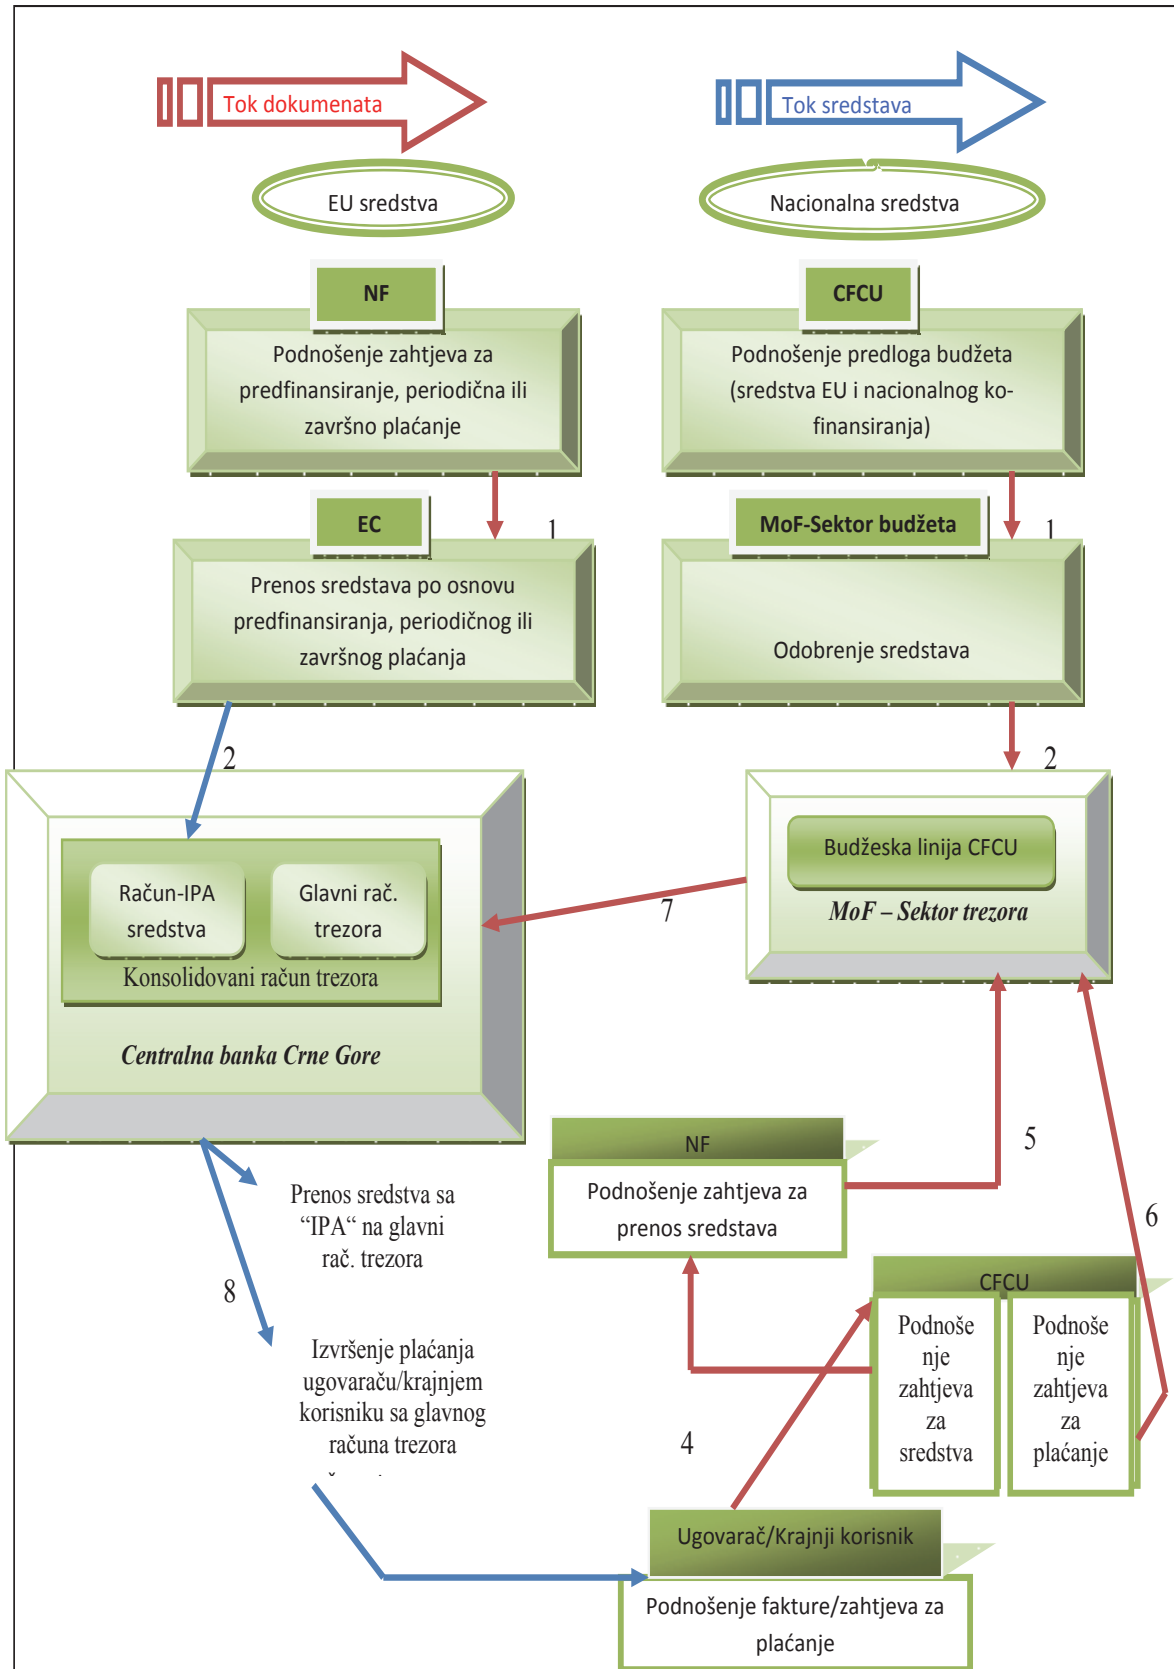 Tok dokumenata
Tok sredstava
EU sredstva
Nacionalna sredstva
NF
Podnošenje zahtjeva za
predfinansiranje, periodična ili
završno plaćanje
CFCU
Podnošenje predloga budžeta
(sredstva EU i nacionalnog ko-
finansiranja)
1
1
EC
Prenos sredstava po osnovu
predfinansiranja, periodičnog ili
završnog plaćanja
MoF-Sektor budžeta
Odobrenje sredstava
2
2
Račun-IPA
sredstva
Glavni rač.
trezora
Konsolidovani račun trezora
Centralna banka Crne Gore
7
Budžeska linija CFCU
MoF – Sektor trezora
5
6
NF
Podnošenje zahtjeva za
prenos sredstava
Prenos sredstva sa
“IPA“ na glavni
rač. trezora
8
Izvršenje plaćanja
ugovaraču/krajnjem
korisniku sa glavnog
računa trezora
CFCU
Podnoše
nje
zahtjeva
za
sredstva
Podnoše
nje
zahtjeva
za
plaćanje
4
Ugovarač/Krajnji korisnik
Podnošenje fakture/zahtjeva za
plaćanje